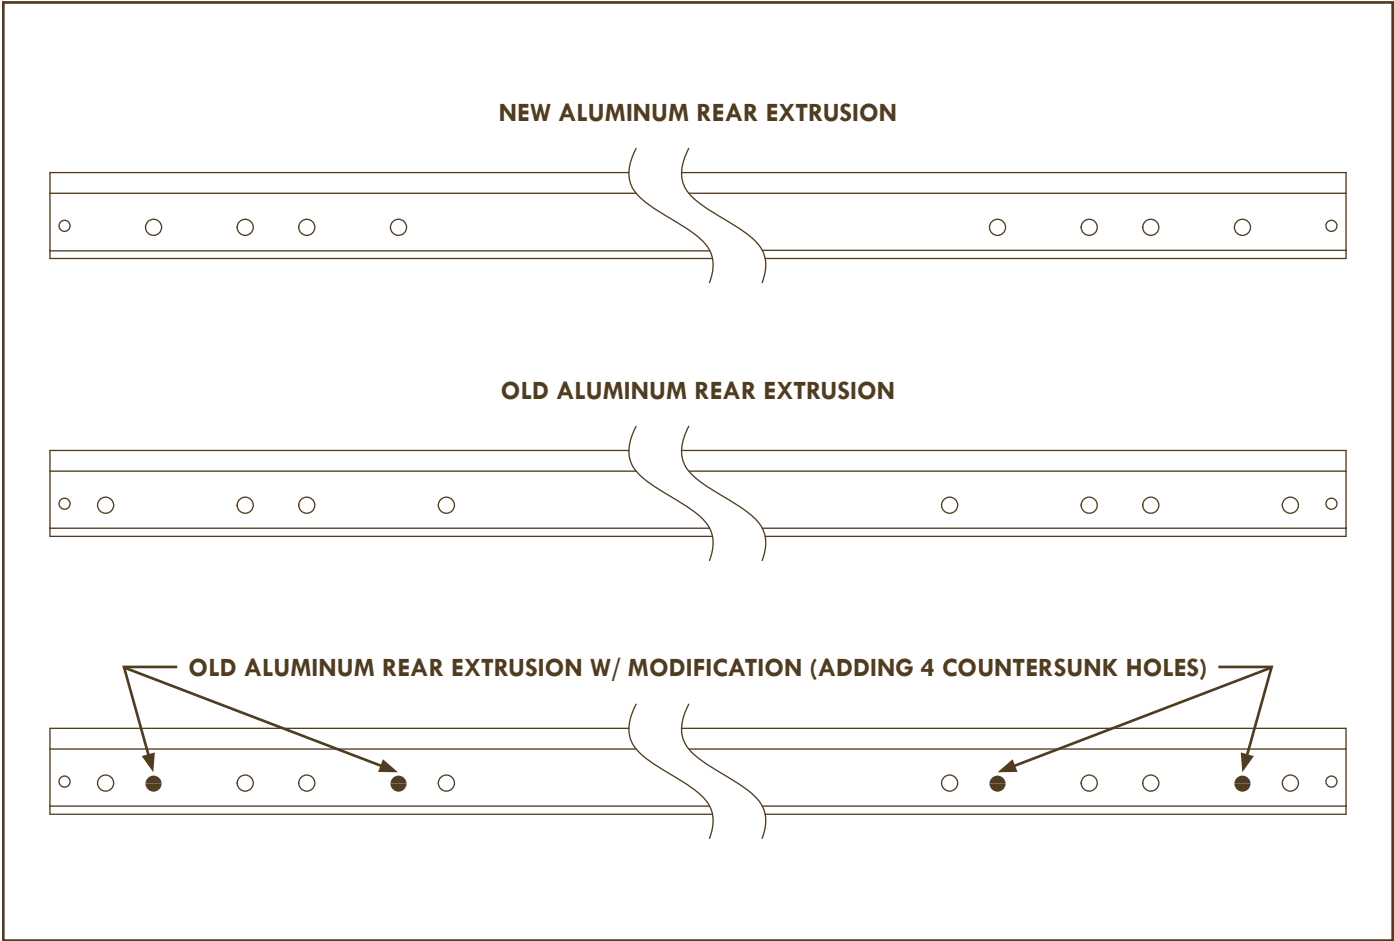 NEW ALUMINUM REAR EXTRUSION
OLD ALUMINUM REAR EXTRUSION
OLD ALUMINUM REAR EXTRUSION W/ MODIFICATION (ADDING 4 COUNTERSUNK HOLES)